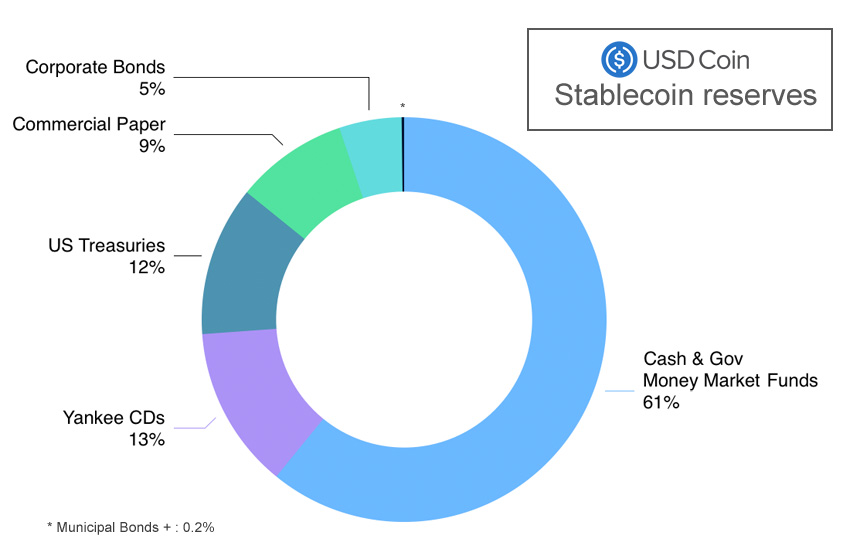 USD Coin
Stablecoin reserves
Corporate Bonds
5%
*
Commercial Paper
9%
US Treasuries
12%
Cash & Gov
Money Market Funds
61%
Yankee CDs
13%
* Municipal Bonds + : 0.2%